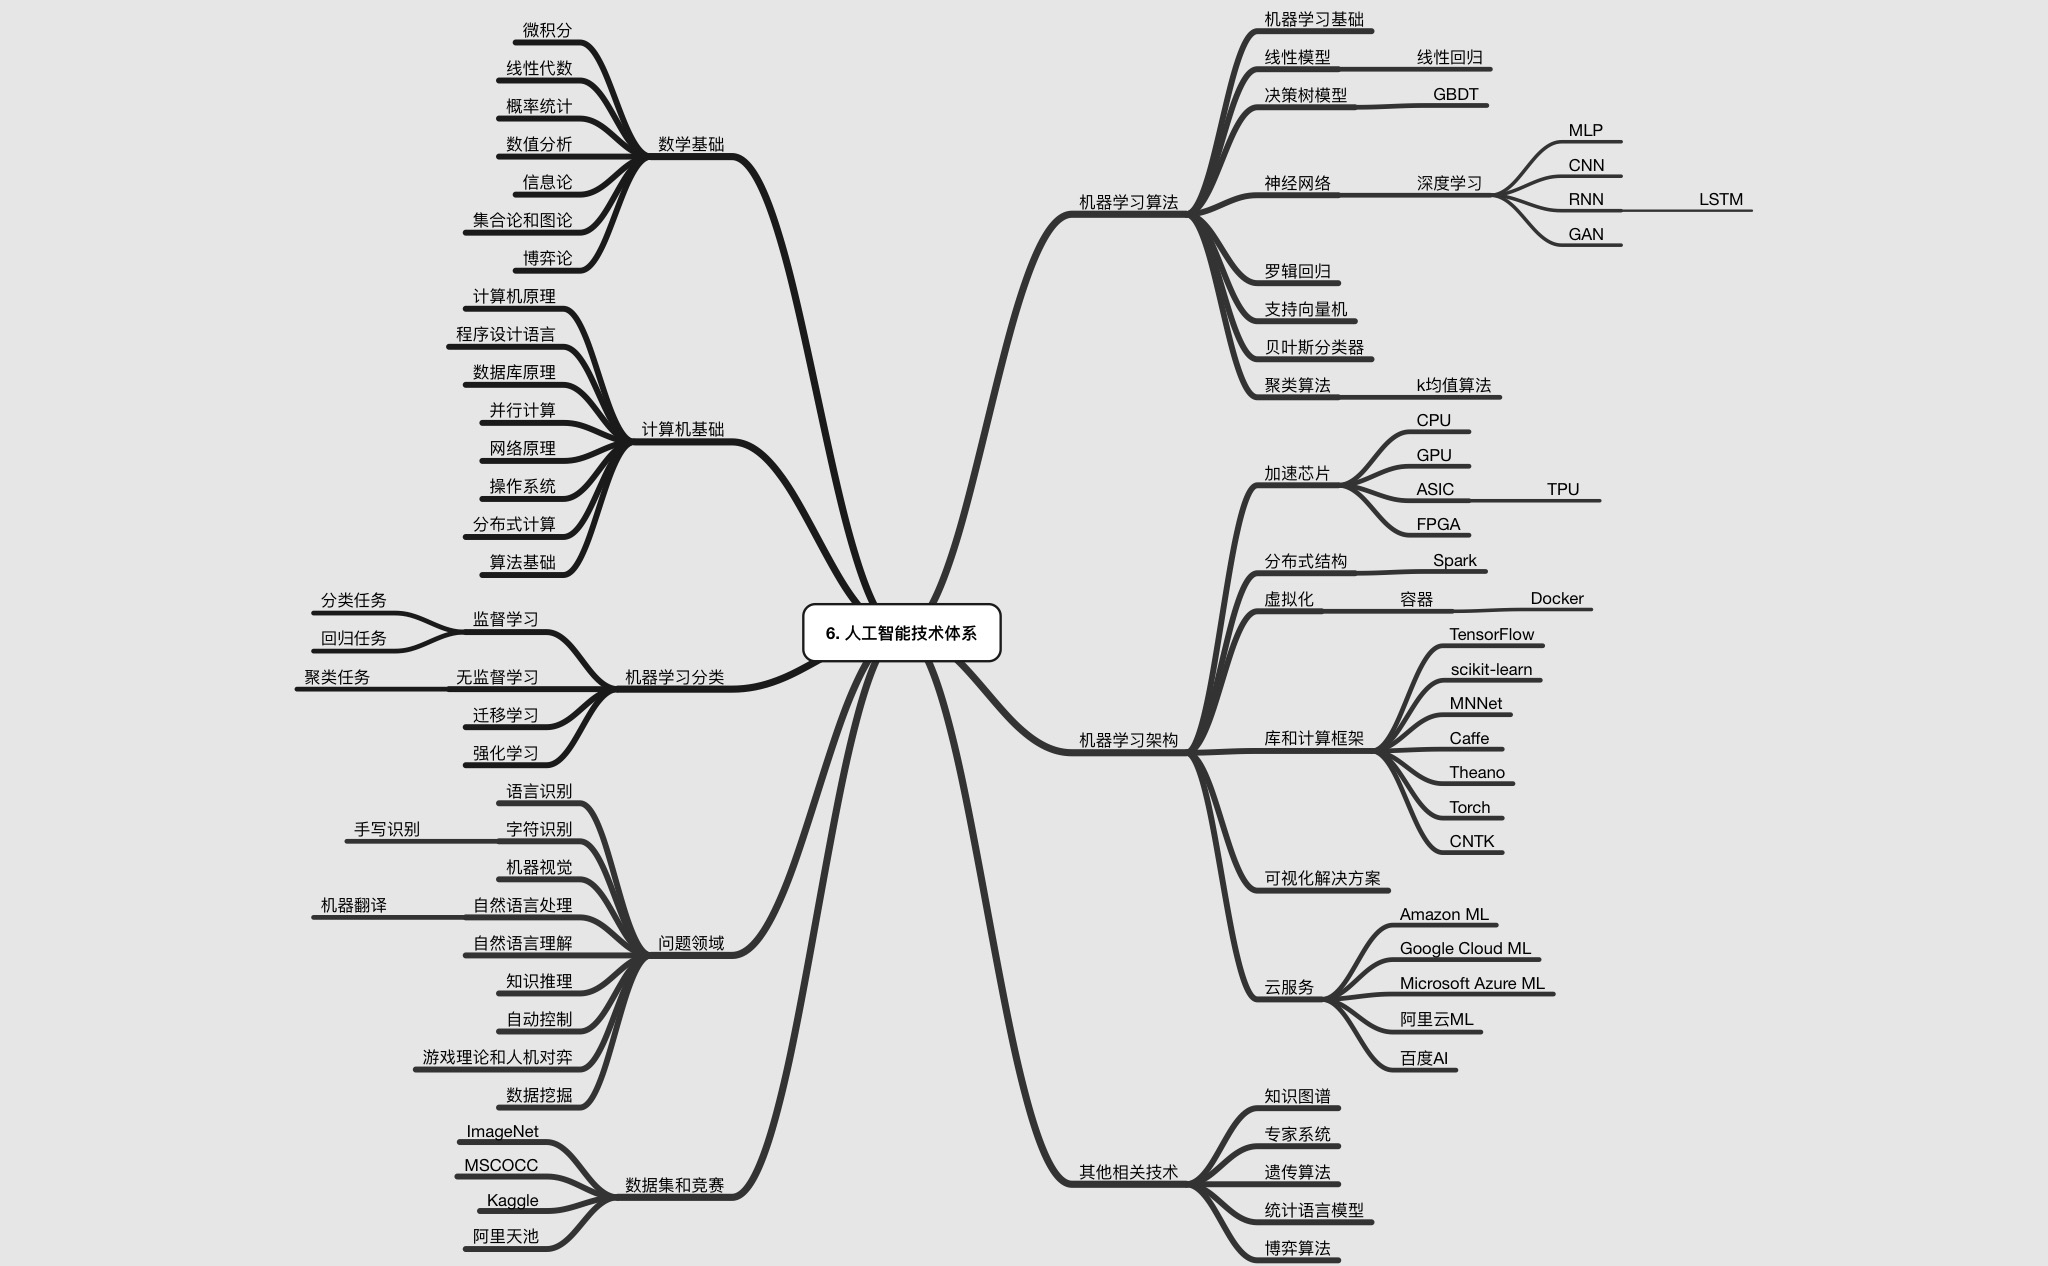 6. 人工智能技术体系
数学基础
微积分
线性代数
概率统计
数值分析
信息论
集合论和图论
博弈论
计算机基础
计算机原理
程序设计语言
数据库原理
并行计算
网络原理
操作系统
分布式计算
算法基础
机器学习分类
监督学习
分类任务
回归任务
无监督学习
聚类任务
迁移学习
强化学习
问题领域
语言识别
字符识别
手写识别
机器视觉
自然语言处理
机器翻译
自然语言理解
知识推理
自动控制
游戏理论和人机对弈
数据挖掘
数据集和竞赛
ImageNet
MSCOCC
Kaggle
阿里天池
机器学习算法
机器学习基础
线性模型
线性回归
决策树模型
GBDT
神经网络
深度学习
MLP
CNN
RNN
LSTM
GAN
罗辑回归
支持向量机
贝叶斯分类器
聚类算法
k均值算法
机器学习架构
加速芯片
CPU
GPU
ASIC
TPU
FPGA
分布式结构
Spark
虚拟化
容器
Docker
库和计算框架
TensorFlow
scikit-learn
MNNet
Caffe
Theano
Torch
CNTK
可视化解决方案
云服务
Amazon ML
Google Cloud ML
Microsoft Azure ML
阿里云ML
百度AI
其他相关技术
知识图谱
专家系统
遗传算法
统计语言模型
博弈算法